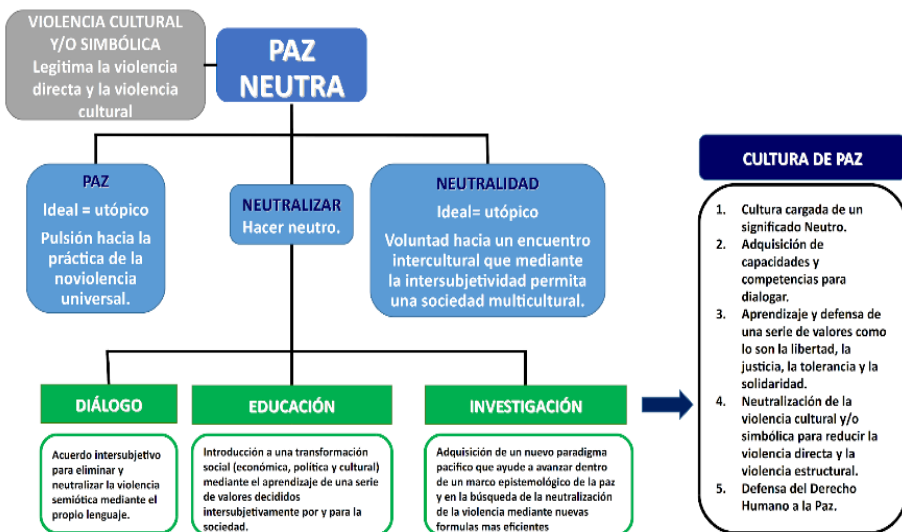 VIOLENCIA CULTURAL
Y/O SIMBÓLICA
Legitima la violencia
directa y la violencia
cultural
PAZ
NEUTRA
PAZ
Ideal = utópico
Pulsión hacia la
práctica de la
noviolencia
universal.
NEUTRALIZAR
Hacer neutro.
NEUTRALIDAD
Ideal= utópico
Voluntad hacia un encuentro
intercultural que mediante
la intersubjetividad permita
una sociedad multicultural.
DIÁLOGO
Acuerdo intersubjetivo
para eliminar y
neutralizar la violencia
semiótica mediante el
propio lenguaje.
EDUCACIÓN
Introducción a una transformación
social (económica, política y cultural)
mediante el aprendizaje de una serie
de valores decididos
intersubjetivamente por y para la
sociedad.
INVESTIGACIÓN
Adquisición de un nuevo paradigma
pacifico que ayude a avanzar dentro
de un marco epistemológico de la paz
y en la búsqueda de la neutralización
de la violencia mediante nuevas
formulas mas eficientes
CULTURA DE PAZ
1. Cultura cargada de un
significado Neutro.
2. Adquisición de
capacidades y
competencias para
dialogar.
3. Aprendizaje y defensa de
una serie de valores como
lo son la libertad, la
justicia, la tolerancia y la
solidaridad.
4. Neutralización de la
violencia cultural y/o
simbólica para reducir la
violencia directa y la
violencia estructural.
5. Defensa del Derecho
Humano a la Paz.